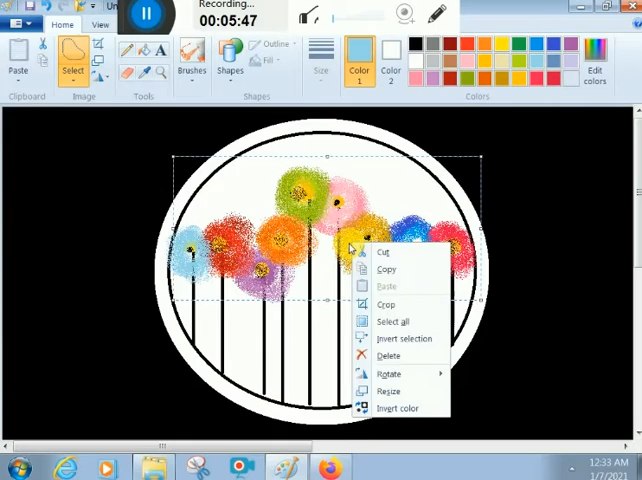 Recording...
00:05:47
Home View
Paste
Select
Brushes
Shapes
Outline
Fill
Size
Color
1
Color
2
Edit
colors
Clipboard
Image
Tools
Shapes
Colors
Cut
Copy
Paste
Crop
Select all
Invert selection
Delete
Rotate
Resize
Invert color
12:33 AM
1/7/2021